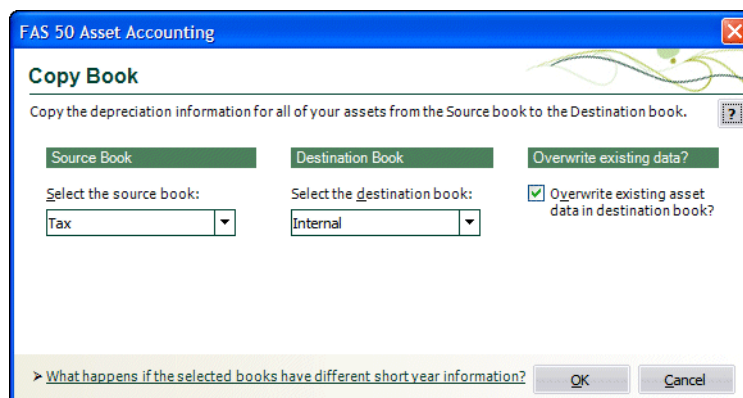 FAS 50 Asset Accounting
Copy Book
Copy the depreciation information for all of your assets from the Source book to the Destination book.
?
Source Book
Destination Book
Overwrite existing data?
Select the source book:
Select the destination book:
Overwrite existing asset
data in destination book?
Tax
Internal
What happens if the selected books have different short year information?
OK
Cancel